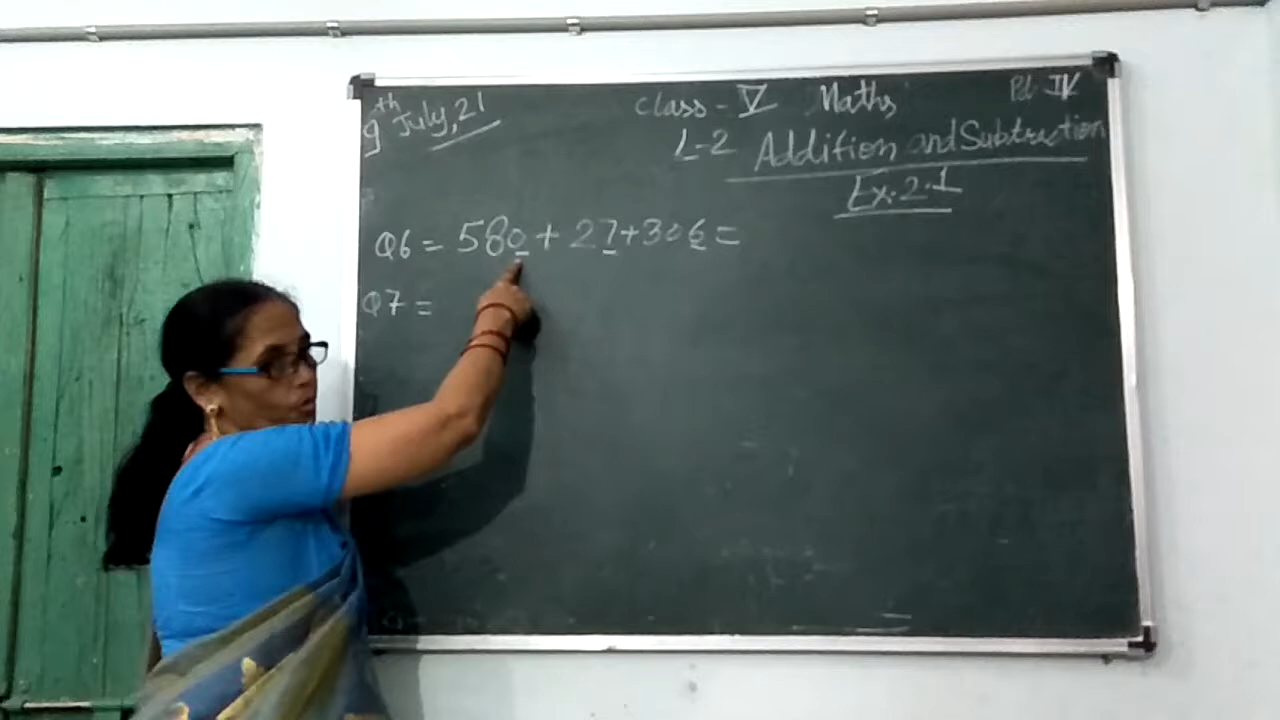 9th July, 21
Class - V Maths Pd. IV
L-2 Addition and Subtraction
Ex. 2.1
Q6 = 580 + 27 + 306 =
Q7 =